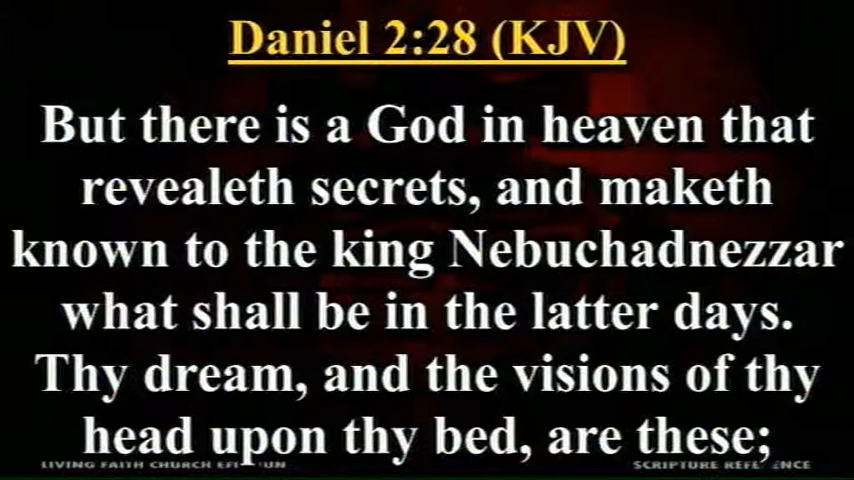 Daniel 2:28 (KJV)
But there is a God in heaven that
revealeth secrets, and maketh
known to the king Nebuchadnezzar
what shall be in the latter days.
Thy dream, and the visions of thy
head upon thy bed, are these;
LIVING FAITH CHURCH
SCRIPTURE